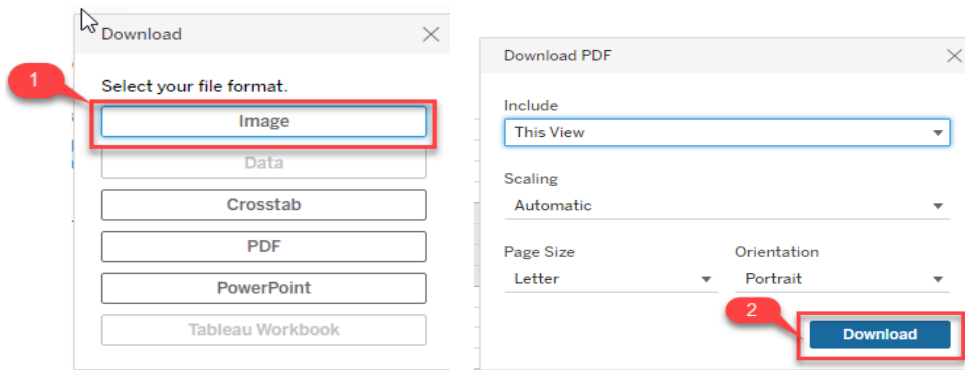 Download
1
Select your file format.
Image
Data
Crosstab
PDF
PowerPoint
Tableau Workbook
Download PDF
Include
This View
Scaling
Automatic
Page Size Orientation
Letter Portrait
2
Download